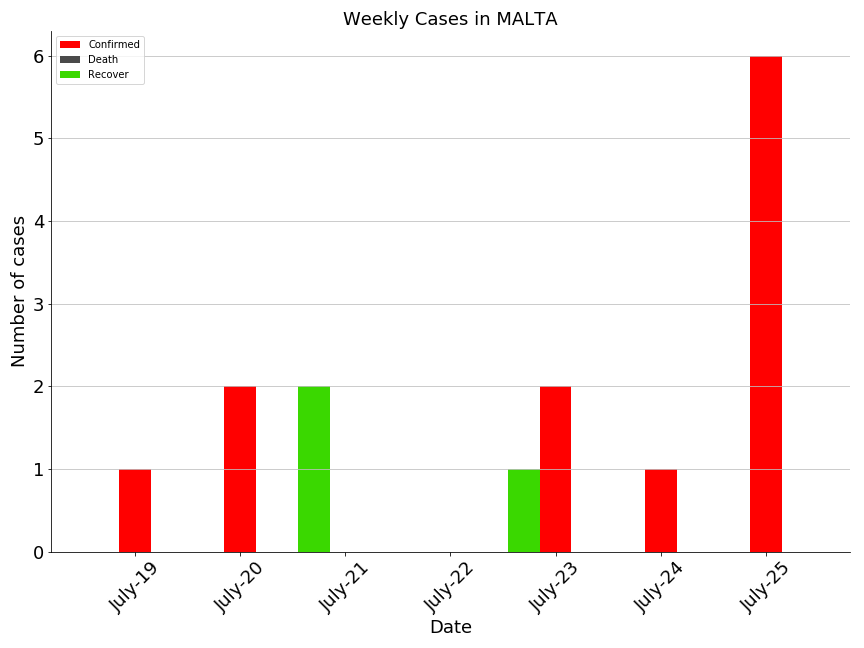 Weekly Cases in MALTA
Confirmed
Death
Recover
Number of cases
6
5
4
3
2
1
0
July-19
July-20
July-21
July-22
July-23
July-24
July-25
Date